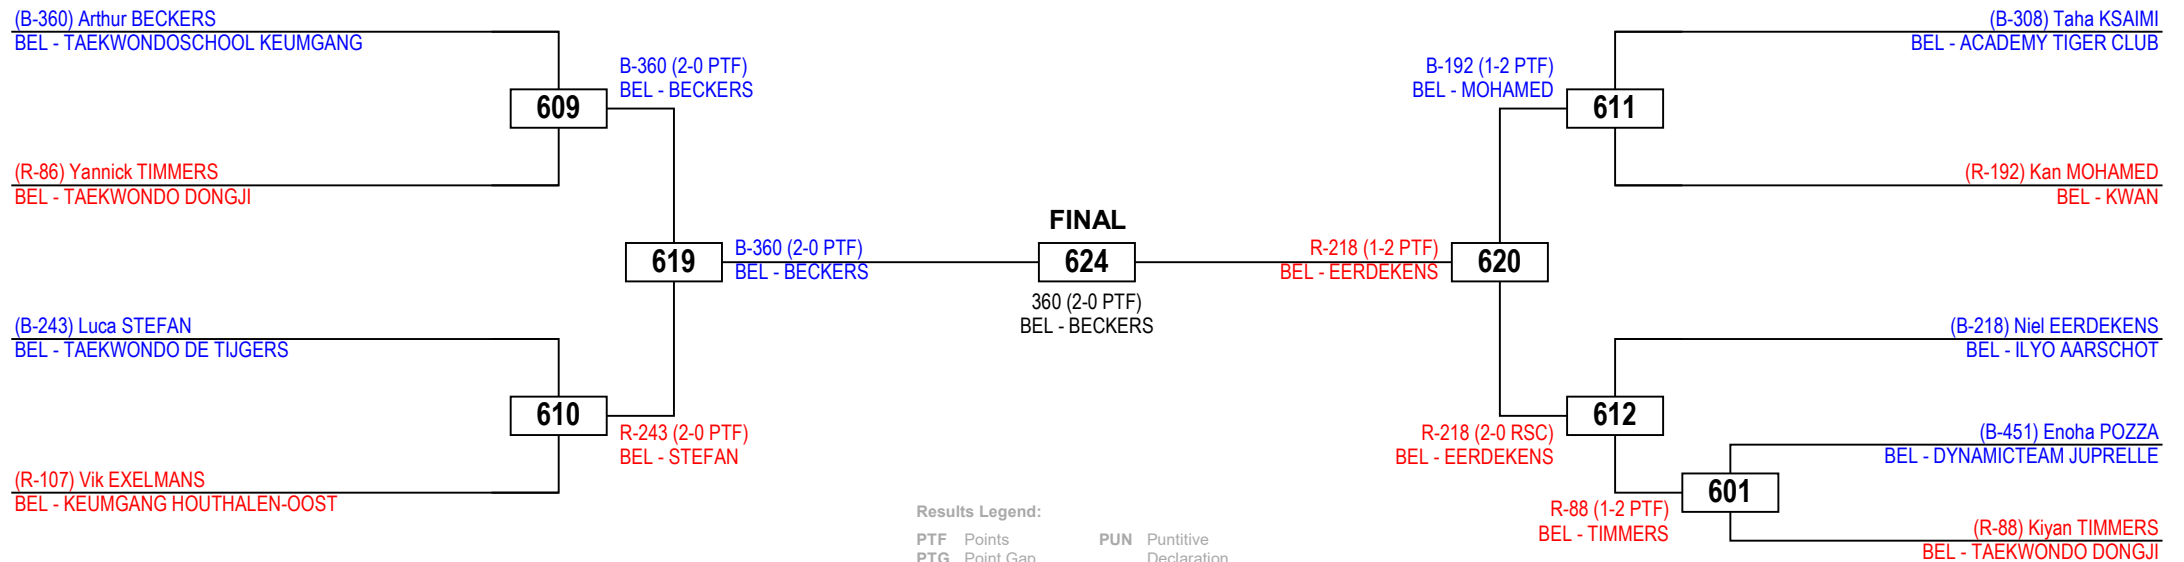 (B-360) Arthur BECKERS
BEL - TAEKWONDOSCHOOL KEUMGANG
B-360 (2-0 PTF)
BEL - BECKERS
609
(R-86) Yannick TIMMERS
BEL - TAEKWONDO DONGJI
619
B-360 (2-0 PTF)
BEL - BECKERS
(B-243) Luca STEFAN
BEL - TAEKWONDO DE TIJGERS
610
R-243 (2-0 PTF)
BEL - STEFAN
(R-107) Vik EXELMANS
BEL - KEUMGANG HOUTHALEN-OOST
FINAL
624
360 (2-0 PTF)
BEL - BECKERS
(B-308) Taha KSAIMI
BEL - ACADEMY TIGER CLUB
B-192 (1-2 PTF)
BEL - MOHAMED
611
(R-192) Kan MOHAMED
BEL - KWAN
R-218 (1-2 PTF)
BEL - EERDEKENS
620
(B-218) Niel EERDEKENS
BEL - ILYO AARSCHOT
612
R-218 (2-0 RSC)
BEL - EERDEKENS
(B-451) Enoha POZZA
BEL - DYNAMICTEAM JUPRELLE
601
R-88 (1-2 PTF)
BEL - TIMMERS
(R-88) Kiyan TIMMERS
BEL - TAEKWONDO DONGJI
Results Legend:
PTF Points PUN Puntitive
PTG Point Gap Declaration